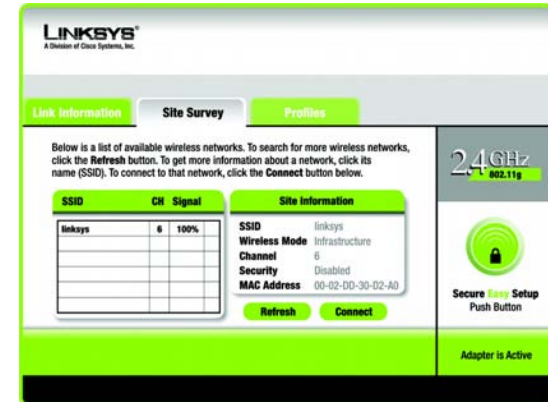 LINKSYS®
A Division of Cisco Systems, Inc.
Link Information Site Survey Profiles
Below is a list of available wireless networks. To search for more wireless networks,
click the Refresh button. To get more information about a network, click its
name (SSID). To connect to that network, click the Connect button below.
SSID CH Signal
linksys 6 100%
Site Information
SSID linksys
Wireless Mode Infrastructure
Channel 6
Security Disabled
MAC Address 00-02-DD-30-D2-A0
Refresh Connect
2.4GHz
802.11g
Secure Easy Setup
Push Button
Adapter is Active